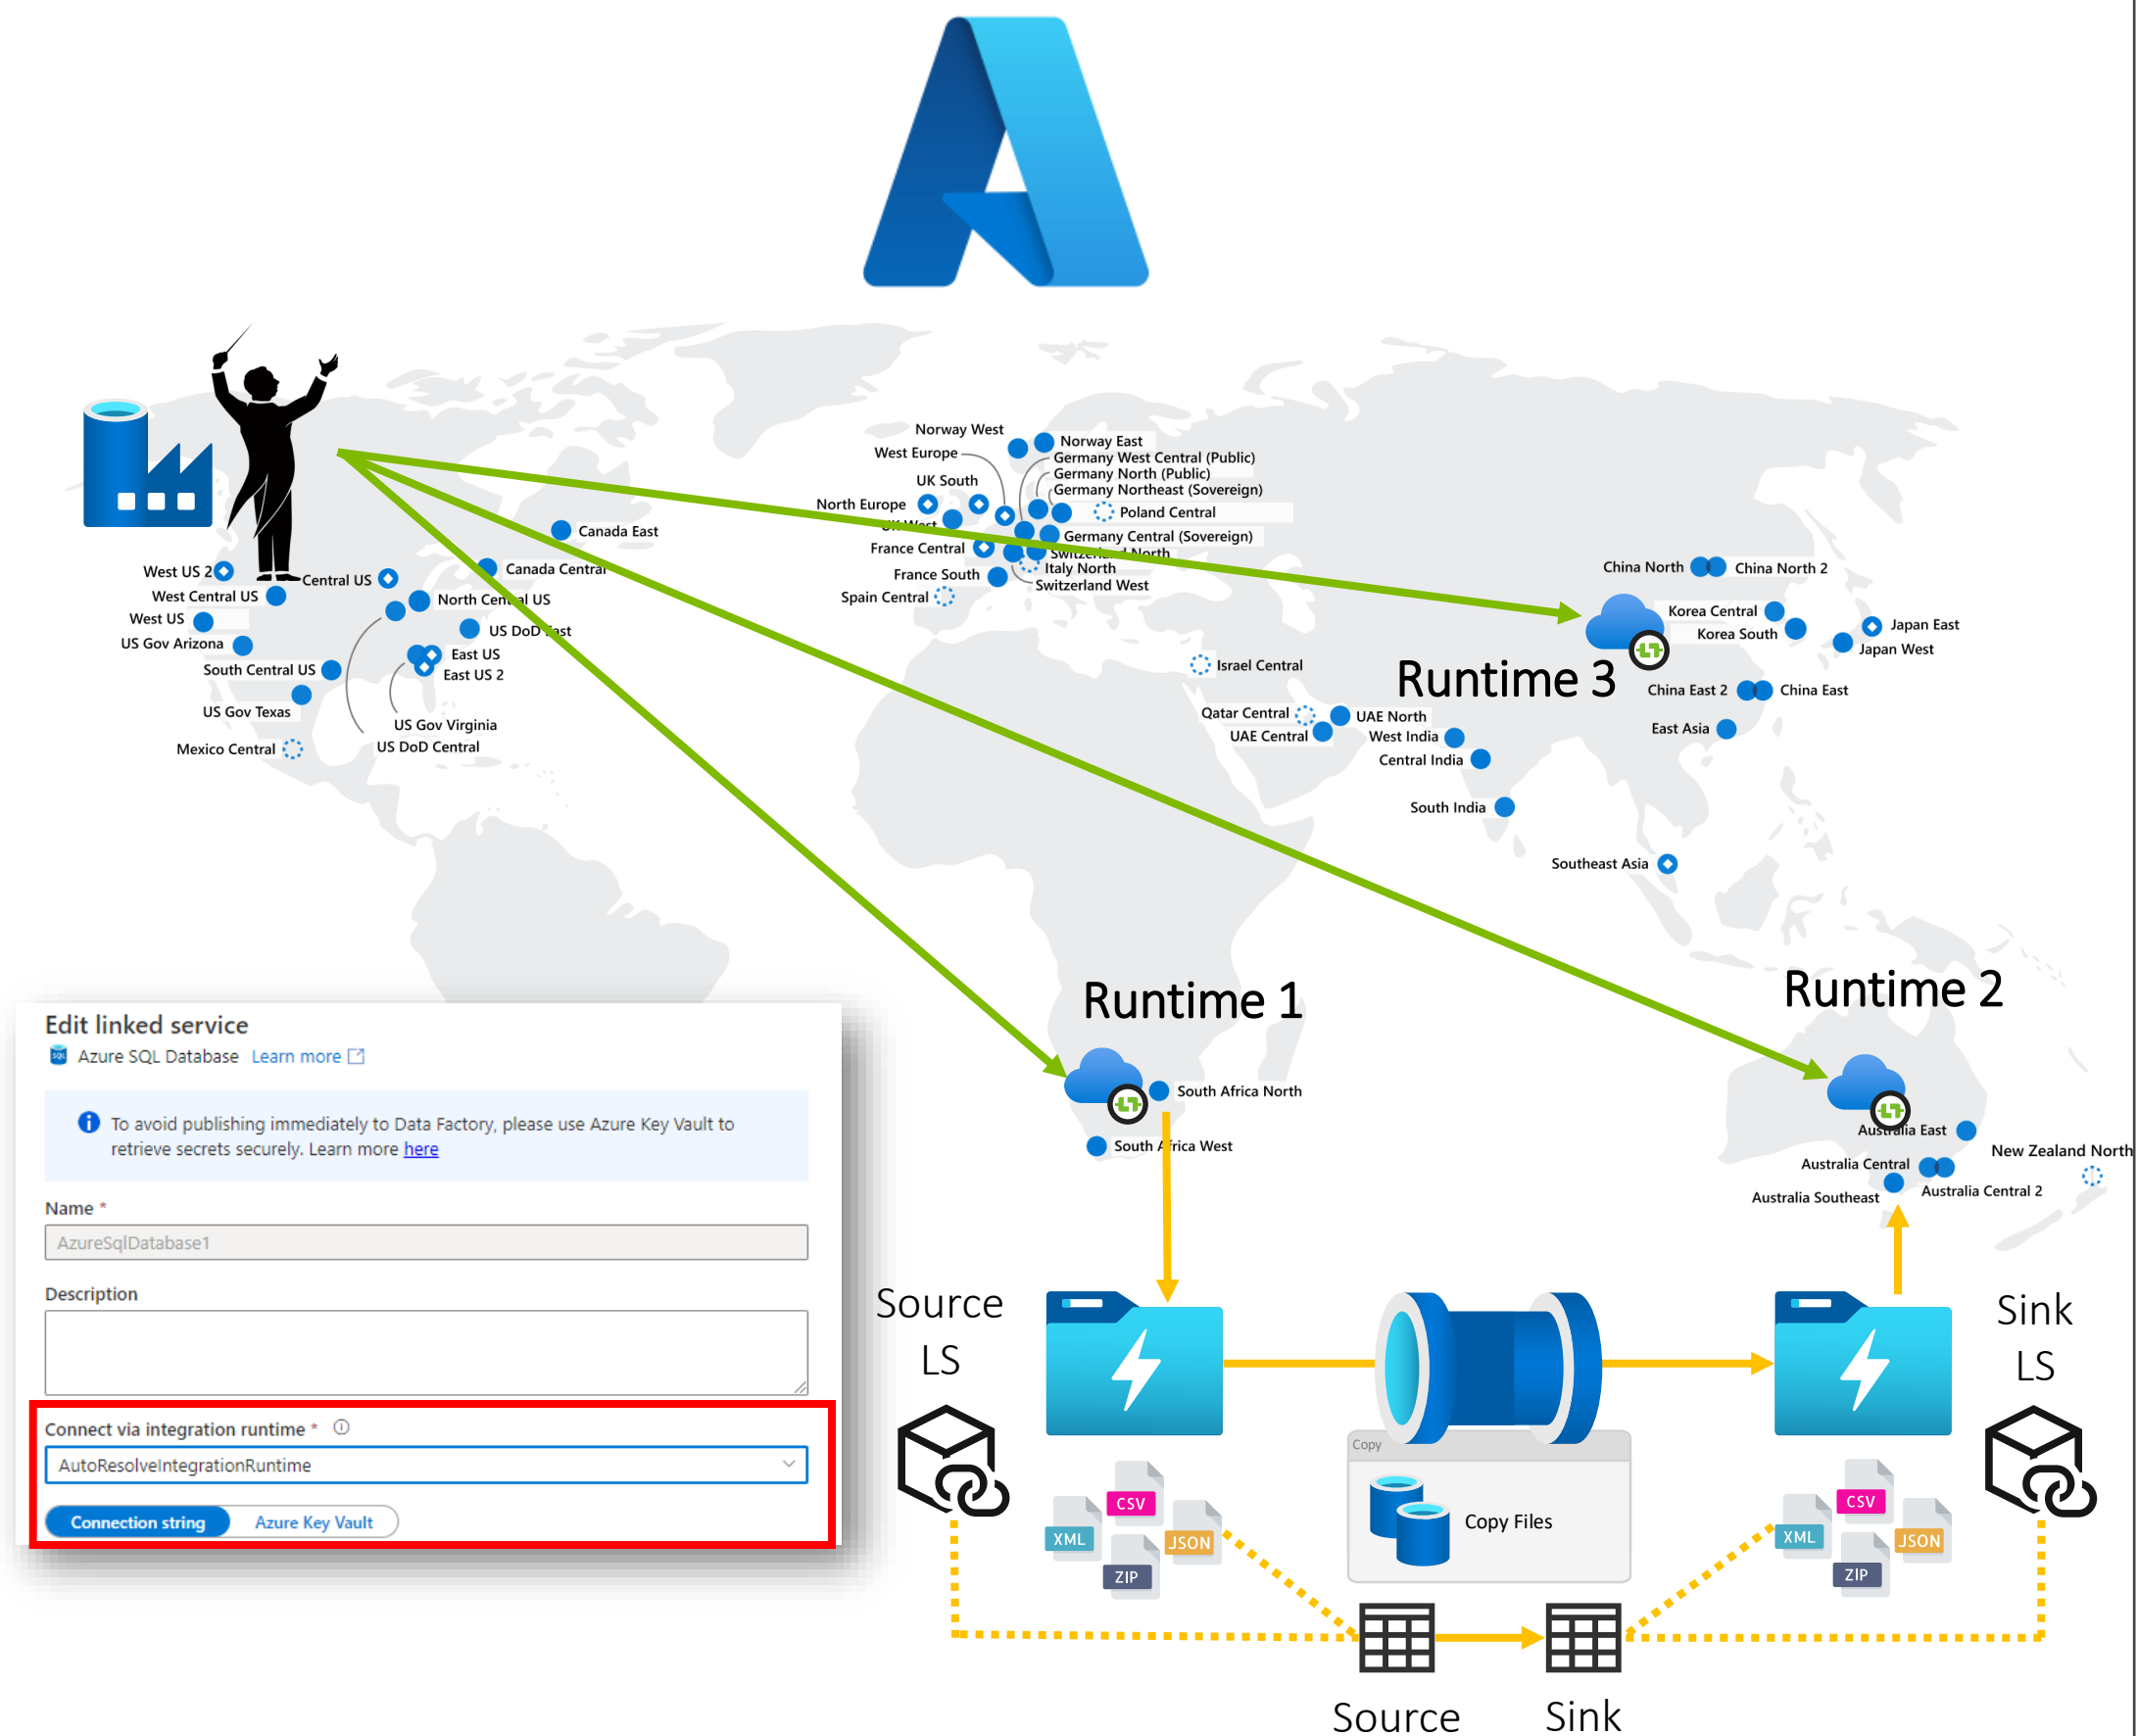 Norway West
Norway East
West Europe
Germany West Central (Public)
Germany North (Public)
UK South
Germany Northeast (Sovereign)
North Europe
Poland Central
UK West
Canada East
Germany Central (Sovereign)
France Central
Switzerland North
Italy North
France South
Switzerland West
Spain Central
West US 2
Central US
Canada Central
West Central US
North Central US
West US
US DoD East
US Gov Arizona
East US
South Central US
East US 2
US Gov Texas
US Gov Virginia
US DoD Central
Mexico Central
China North
China North 2
Korea Central
Japan East
Korea South
Japan West
Israel Central
Runtime 3
China East 2
China East
Qatar Central
UAE North
UAE Central
West India
East Asia
Central India
South India
Southeast Asia
Runtime 1
Runtime 2
South Africa North
South Africa West
Australia East
New Zealand North
Australia Central
Australia Central 2
Australia Southeast
Edit linked service
SQL
Azure SQL Database Learn more
To avoid publishing immediately to Data Factory, please use Azure Key Vault to
retrieve secrets securely. Learn more here
Name *
AzureSqlDatabase1
Description
Connect via integration runtime *
AutoResolveIntegrationRuntime
Connection string
Azure Key Vault
Source
LS
Sink
LS
Copy
Copy Files
CSV
XML
JSON
ZIP
CSV
XML
JSON
ZIP
Source
Sink